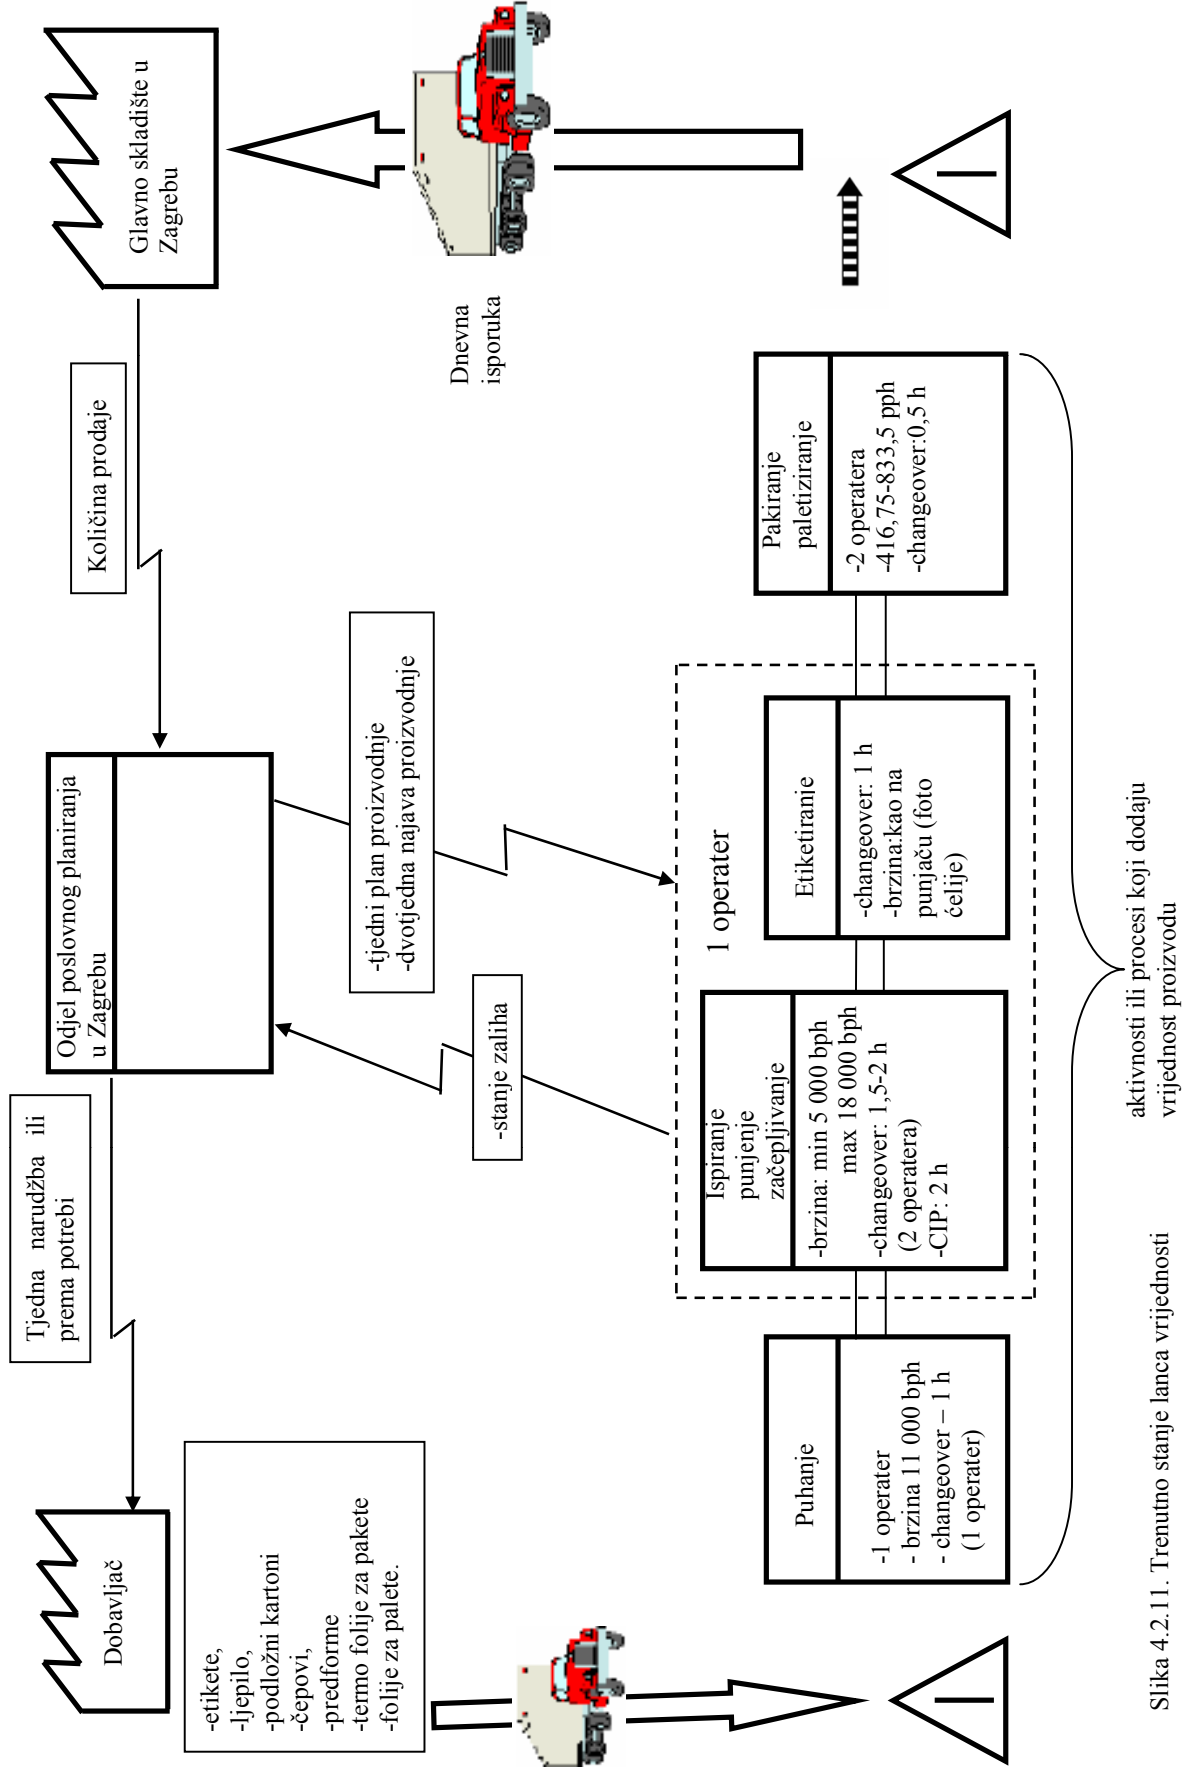 Dobavljač
Tjedna narudžba ili
prema potrebi
Odjel poslovnog planiranja
u Zagrebu
Količina prodaje
Glavno skladište u
Zagrebu
-etikete,
-ljepilo,
-podložni kartoni
-čepovi,
-predforme
-termo folije za pakete
-folije za palete.
-stanje zaliha
-tjedni plan proizvodnje
-dvotjedna najava proizvodnje
Dnevna
isporuka
1 operater
Puhanje
-1 operater
- brzina 11 000 bph
- changeover – 1 h
(1 operater)
Ispiranje
punjenje
začepljivanje
-brzina: min 5 000 bph
max 18 000 bph
-changeover: 1,5-2 h
(2 operatera)
-CIP: 2 h
Etiketiranje
-changeover: 1 h
-brzina:kao na
punjaču (foto
ćelije)
Pakiranje
paletiziranje
-2 operatera
-416,75-833,5 pph
-changeover:0,5 h
I
I
aktivnosti ili procesi koji dodaju
vrijednost proizvodu
Slika 4.2.11. Trenutno stanje lanca vrijednosti